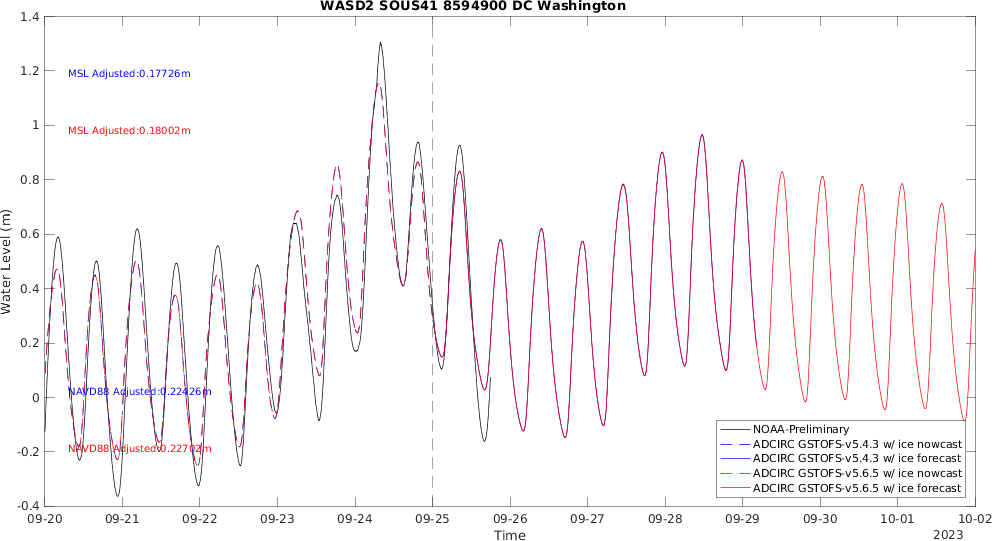 WASD2 SOUS41 8594900 DC Washington
1.4
1.2
1
0.8
0.6
0.4
0.2
0
-0.2
-0.4
Water Level (m)
MSL Adjusted:0.17726m
MSL Adjusted:0.18002m
NAVD88 Adjusted:0.22426m
NAVD88 Adjusted:0.22702m
NOAA-Preliminary
ADCIRC GSTOFS-v5.4.3 w/ ice nowcast
ADCIRC GSTOFS-v5.4.3 w/ ice forecast
ADCIRC GSTOFS-v5.6.5 w/ ice nowcast
ADCIRC GSTOFS-v5.6.5 w/ ice forecast
09-20 09-21 09-22 09-23 09-24 09-25 09-26 09-27 09-28 09-29 09-30 10-01 10-02
Time
2023